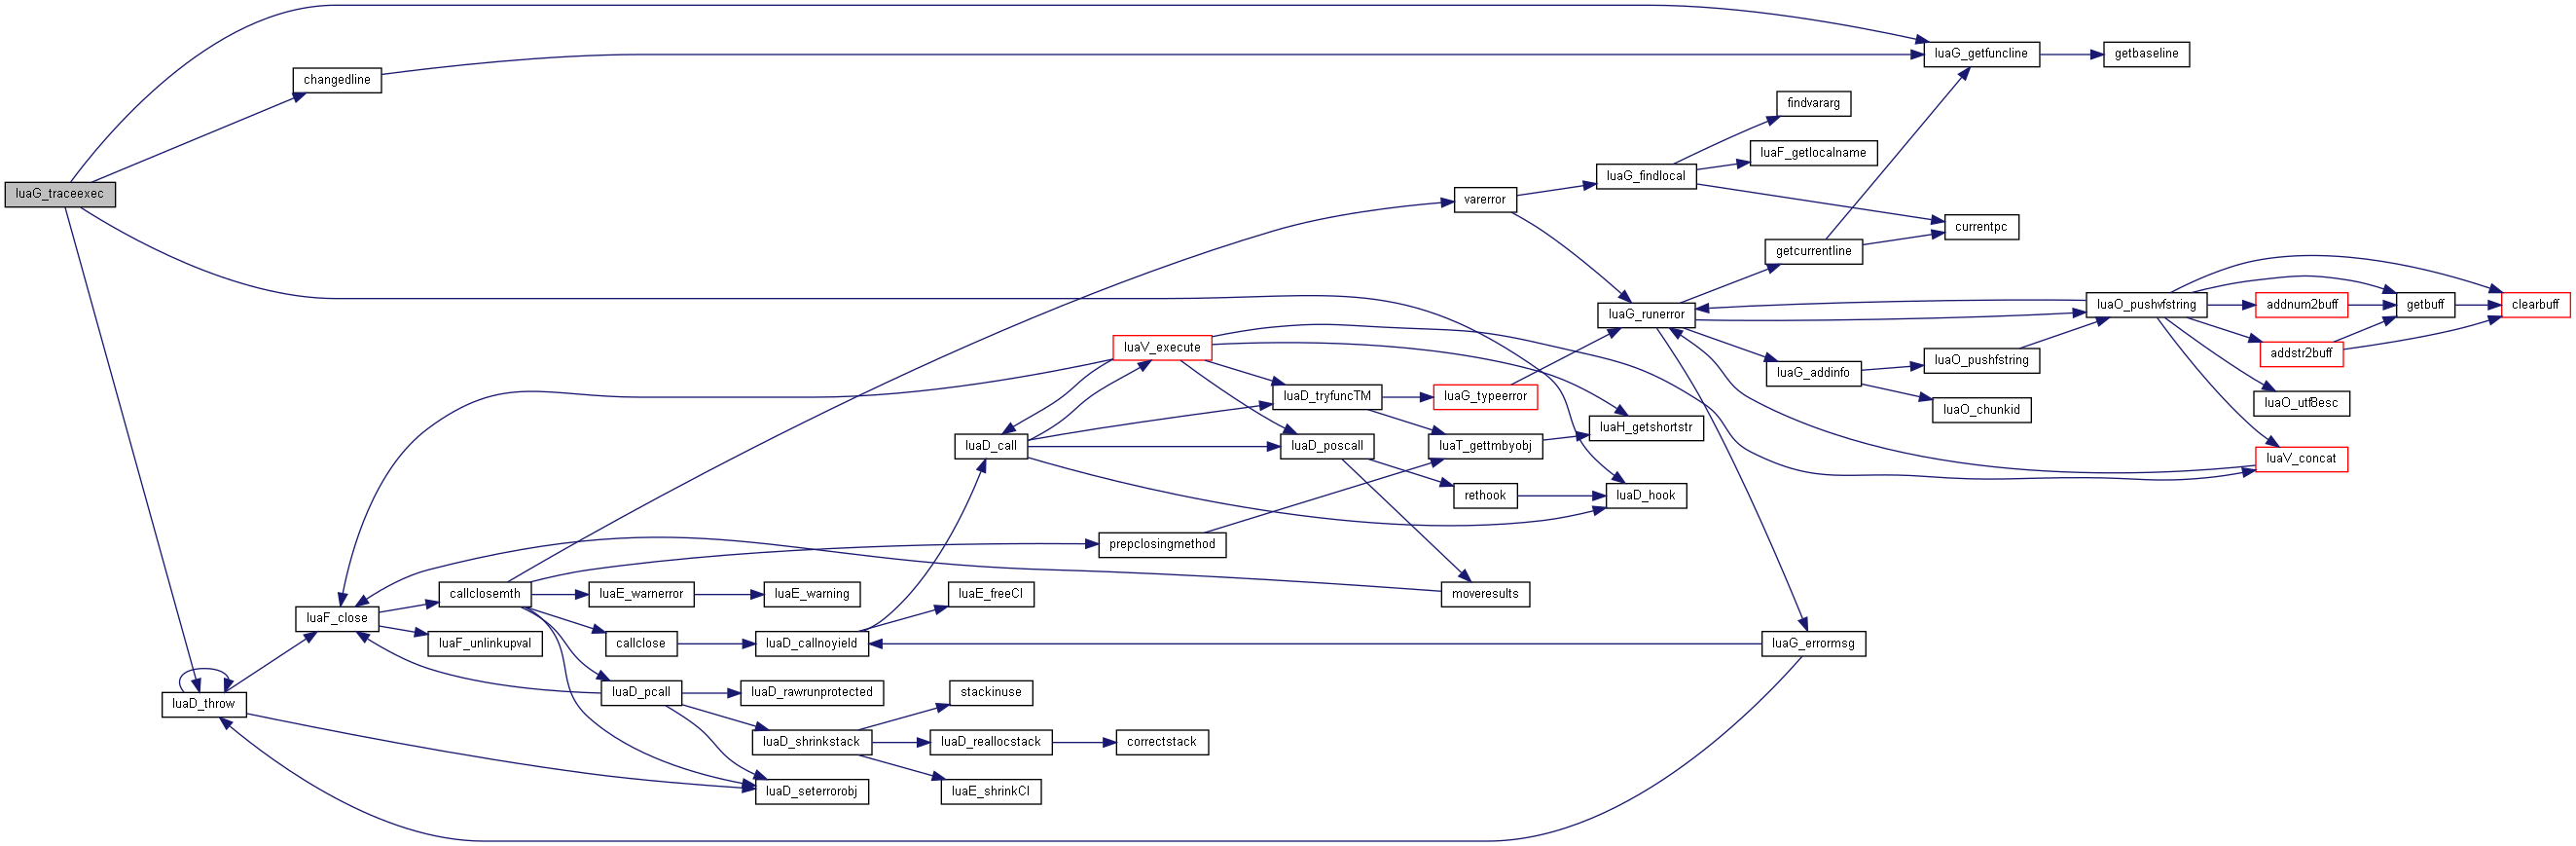 luaG_traceexec
changedline
luaG_getfuncline
getbaseline
findvararg
luaF_getlocalname
luaG_findlocal
varerror
currentpc
getcurrentline
luaG_runerror
luaO_pushvfstring
addnum2buff
getbuff
clearbuff
addstr2buff
luaV_execute
luaG_addinfo
luaO_pushfstring
luaO_chunkid
luaO_utf8esc
luaD_tryfuncTM
luaG_typeerror
luaH_getshortstr
luaD_call
luaD_poscall
luaT_gettmbyobj
luaV_concat
rethook
luaD_hook
prepclosingmethod
callclosemth
luaE_warnerror
luaE_warning
luaE_freeCI
moveresults
luaF_close
luaF_unlinkupval
callclose
luaD_callnoyield
luaG_errormsg
luaD_throw
luaD_pcall
luaD_rawrunprotected
stackinuse
luaD_shrinkstack
luaD_reallocstack
correctstack
luaD_seterrorobj
luaE_shrinkCI